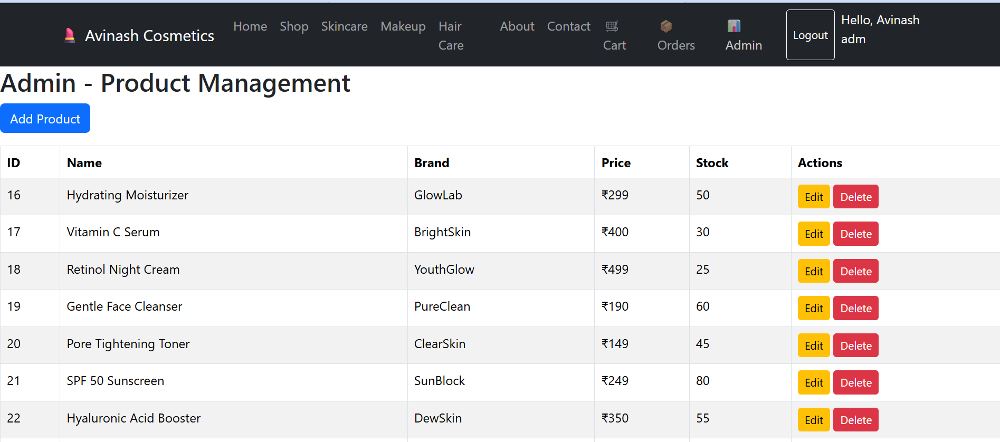 Avinash Cosmetics Home Shop Skincare Makeup Hair Care About Contact Cart Orders Admin Logout Hello, Avinash adm
Admin - Product Management
Add Product
ID Name Brand Price Stock Actions
16 Hydrating Moisturizer GlowLab ₹299 50 Edit Delete
17 Vitamin C Serum BrightSkin ₹400 30 Edit Delete
18 Retinol Night Cream YouthGlow ₹499 25 Edit Delete
19 Gentle Face Cleanser PureClean ₹190 60 Edit Delete
20 Pore Tightening Toner ClearSkin ₹149 45 Edit Delete
21 SPF 50 Sunscreen SunBlock ₹249 80 Edit Delete
22 Hyaluronic Acid Booster DewSkin ₹350 55 Edit Delete